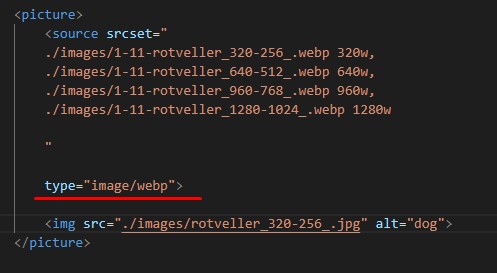 <picture>
<source srcset="
./images/1-11-rotveller_320-256_.webp 320w,
./images/1-11-rotveller_640-512_.webp 640w,
./images/1-11-rotveller_960-768_.webp 960w,
./images/1-11-rotveller_1280-1024_.webp 1280w
"
type="image/webp">
<img src="./images/rotveller_320-256_.jpg" alt="dog">
</picture>